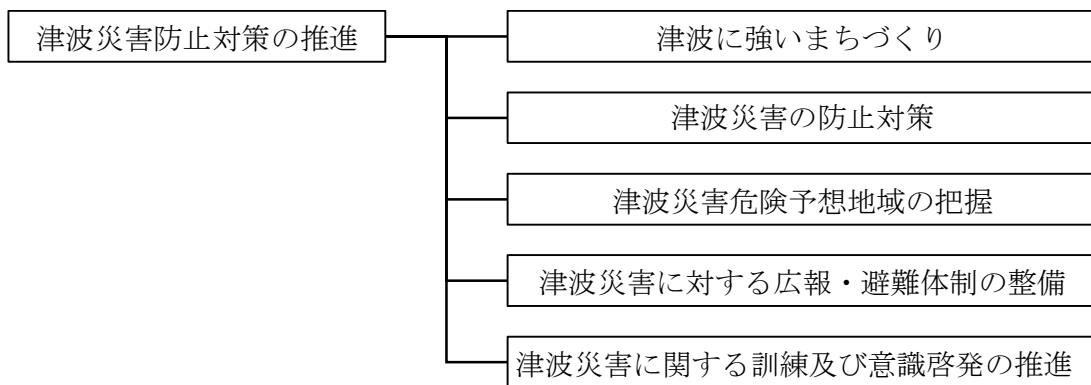 津波災害防止対策の推進
津波に強いまちづくり
津波災害の防止対策
津波災害危険予想地域の把握
津波災害に対する広報・避難体制の整備
津波災害に関する訓練及び意識啓発の推進